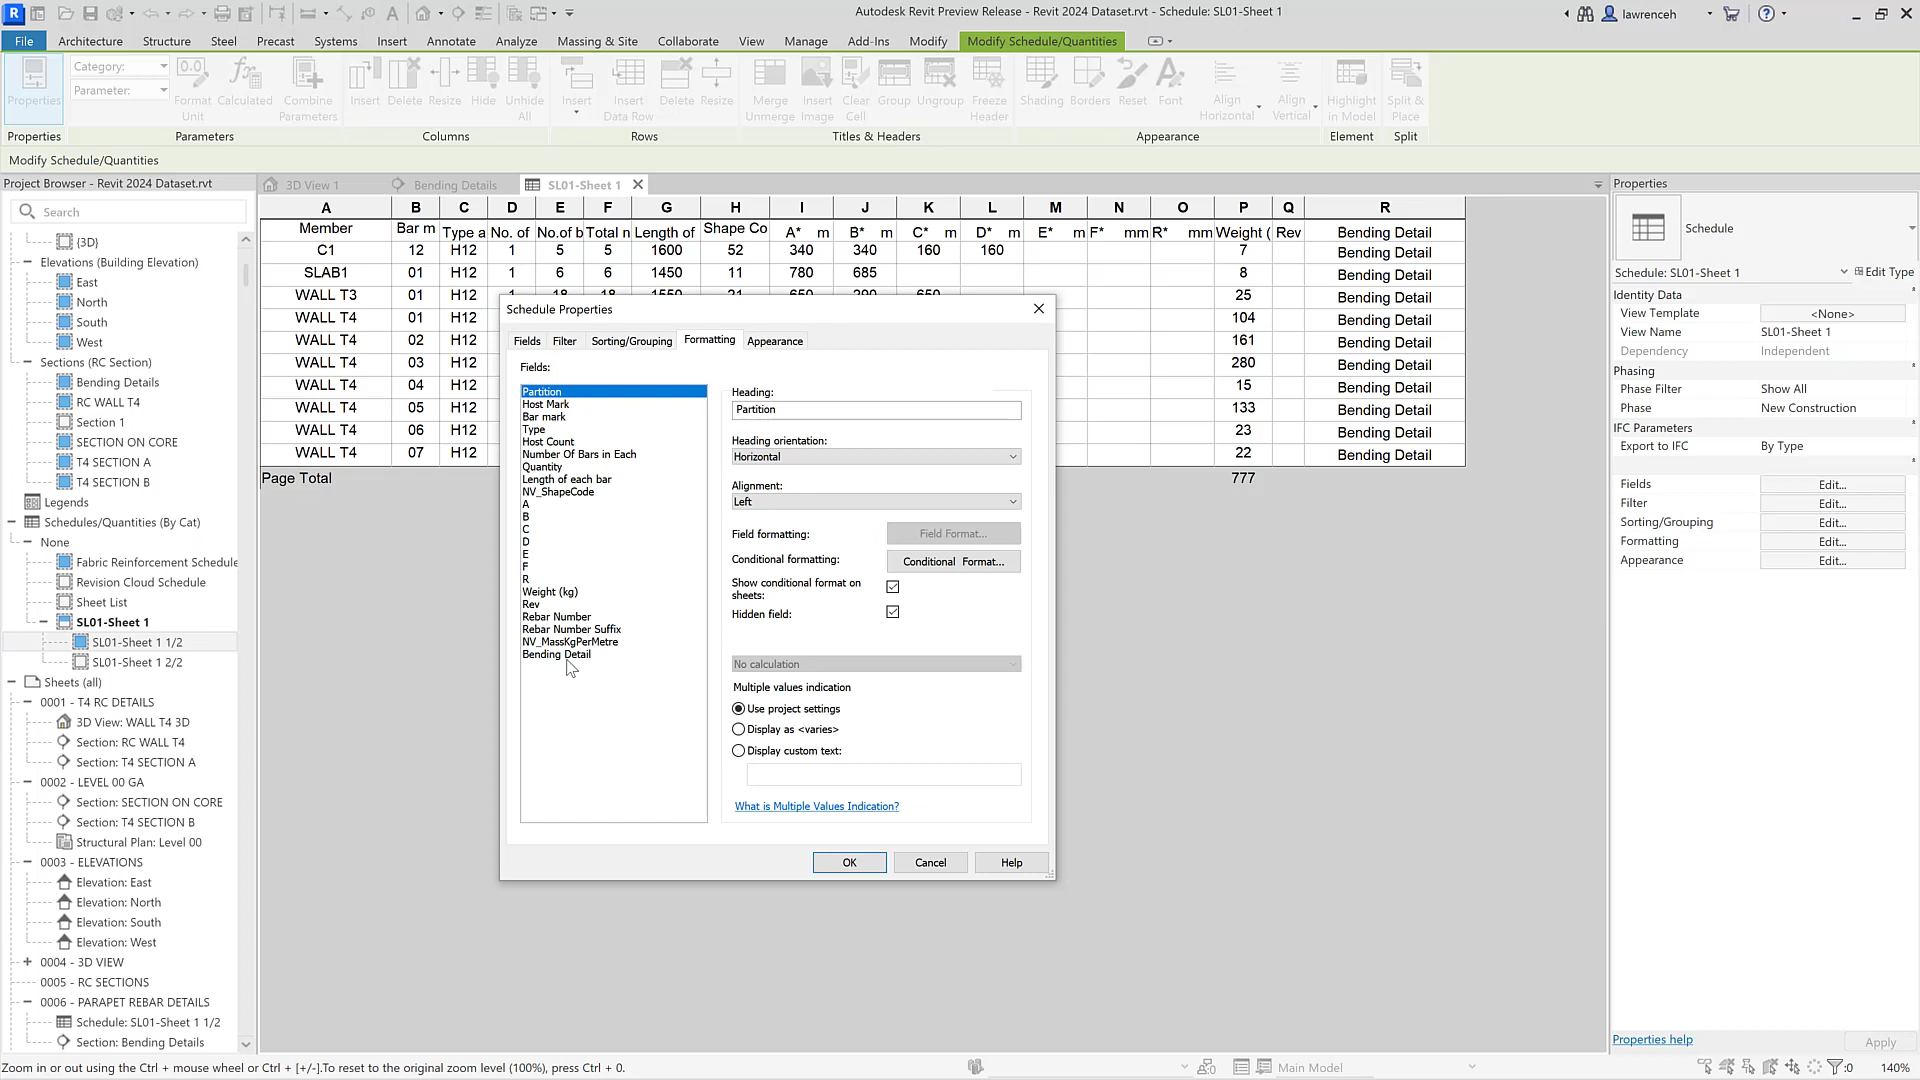 Autodesk Revit Preview Release - Revit 2024 Dataset.rvt - Schedule: SL01-Sheet 1
lawrenceh
File Architecture Structure Steel Precast Systems Insert Annotate Analyze Massing & Site Collaborate View Manage Add-Ins Modify Modify Schedule/Quantities
Category:
Parameter:
Properties
Format Unit
Calculated
Combine Parameters
Insert
Delete
Resize
Hide
Unhide All
Insert
Insert Data Row
Delete
Resize
Merge Unmerge
Insert Image
Clear Cell
Group
Ungroup
Freeze Header
Shading
Borders
Reset
Font
Align Horizontal
Align Vertical
Highlight in Model
Split & Place
Properties Parameters Columns Rows Titles & Headers Appearance Element Split
Modify Schedule/Quantities
Project Browser - Revit 2024 Dataset.rvt
Search
{3D}
Elevations (Building Elevation)
East
North
South
West
Sections (RC Section)
Bending Details
RC WALL T4
Section 1
SECTION ON CORE
T4 SECTION A
T4 SECTION B
Legends
Schedules/Quantities (By Cat)
None
Fabric Reinforcement Schedule
Revision Cloud Schedule
Sheet List
SL01-Sheet 1
SL01-Sheet 1 1/2
SL01-Sheet 1 2/2
Sheets (all)
0001 - T4 RC DETAILS
3D View: WALL T4 3D
Section: RC WALL T4
Section: T4 SECTION A
0002 - LEVEL 00 GA
Section: SECTION ON CORE
Section: T4 SECTION B
Structural Plan: Level 00
0003 - ELEVATIONS
Elevation: East
Elevation: North
Elevation: South
Elevation: West
0004 - 3D VIEW
0005 - RC SECTIONS
0006 - PARAPET REBAR DETAILS
Schedule: SL01-Sheet 1 1/2
Section: Bending Details
3D View 1
Bending Details
SL01-Sheet 1
A B C D E F G H I J K L M N O P Q R
Member Bar m Type a No. of No.of b Total n Length of Shape Co A* m B* m C* m D* m E* m F* mm R* mm Weight ( Rev Bending Detail
C1 12 H12 1 5 5 1600 52 340 340 160 160 7 Bending Detail
SLAB1 01 H12 1 6 6 1450 11 780 685 8 Bending Detail
WALL T3 01 H12 1 18 18 1550 21 650 290 650 25 Bending Detail
WALL T4 01 H12 104 Bending Detail
WALL T4 02 H12 161 Bending Detail
WALL T4 03 H12 280 Bending Detail
WALL T4 04 H12 15 Bending Detail
WALL T4 05 H12 133 Bending Detail
WALL T4 06 H12 23 Bending Detail
WALL T4 07 H12 22 Bending Detail
Page Total 777
Schedule Properties
Fields Filter Sorting/Grouping Formatting Appearance
Fields:
Partition
Host Mark
Bar mark
Type
Host Count
Number Of Bars in Each
Quantity
Length of each bar
NV_ShapeCode
A
B
C
D
E
F
R
Weight (kg)
Rev
Rebar Number
Rebar Number Suffix
NV_MassKgPerMetre
Bending Detail
Heading:
Partition
Heading orientation:
Horizontal
Alignment:
Left
Field formatting: Field Format...
Conditional formatting: Conditional Format...
Show conditional format on
sheets:
Hidden field:
No calculation
Multiple values indication
Use project settings
Display as <varies>
Display custom text:
What is Multiple Values Indication?
OK Cancel Help
Properties
Schedule
Schedule: SL01-Sheet 1 Edit Type
Identity Data
View Template <None>
View Name SL01-Sheet 1
Dependency Independent
Phasing
Phase Filter Show All
Phase New Construction
IFC Parameters
Export to IFC By Type
Fields Edit...
Filter Edit...
Sorting/Grouping Edit...
Formatting Edit...
Appearance Edit...
Properties help Apply
Zoom in or out using the Ctrl + mouse wheel or Ctrl + [+/-].To reset to the original zoom level (100%), press Ctrl + 0.
Main Model
:0 140%